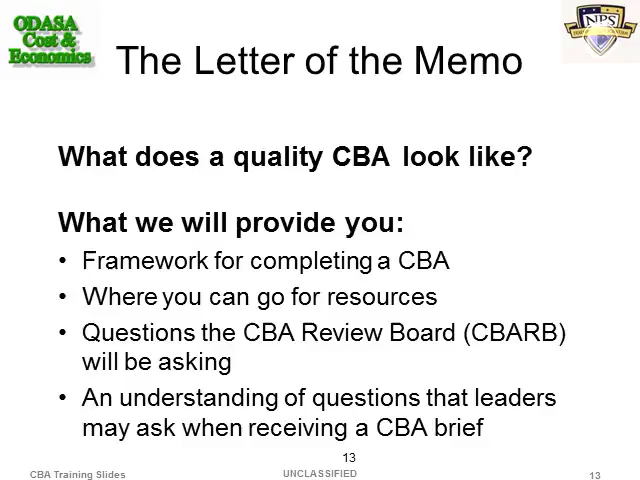 ODASA
Cost &
Economics
NPS
The Letter of the Memo
What does a quality CBA look like?
What we will provide you:
• Framework for completing a CBA
• Where you can go for resources
• Questions the CBA Review Board (CBARB)
will be asking
• An understanding of questions that leaders
may ask when receiving a CBA brief
13
CBA Training Slides
UNCLASSIFIED
13